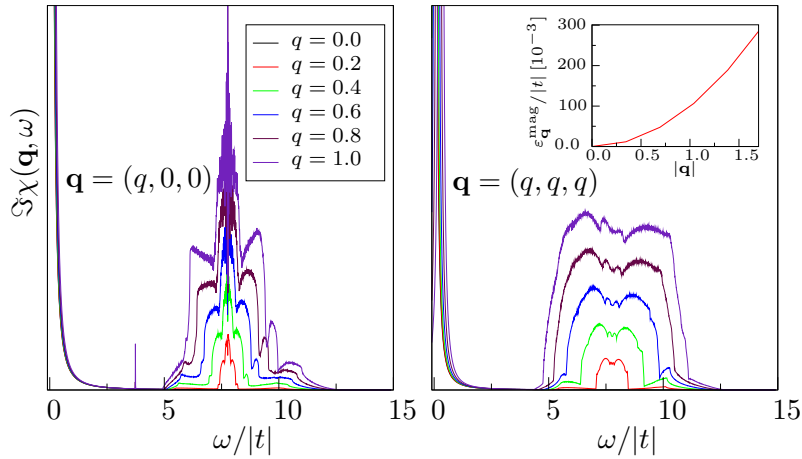 ℑχ(𝐪, ω)
𝐪 = (q, 0, 0)
q = 0.0
q = 0.2
q = 0.4
q = 0.6
q = 0.8
q = 1.0
0 5 10 15
ω/|t|
ε𝐪^mag/|t| [10⁻³]
300
200
100
0.0
0.0 0.5 1.0 1.5
|𝐪|
𝐪 = (q, q, q)
0 5 10 15
ω/|t|